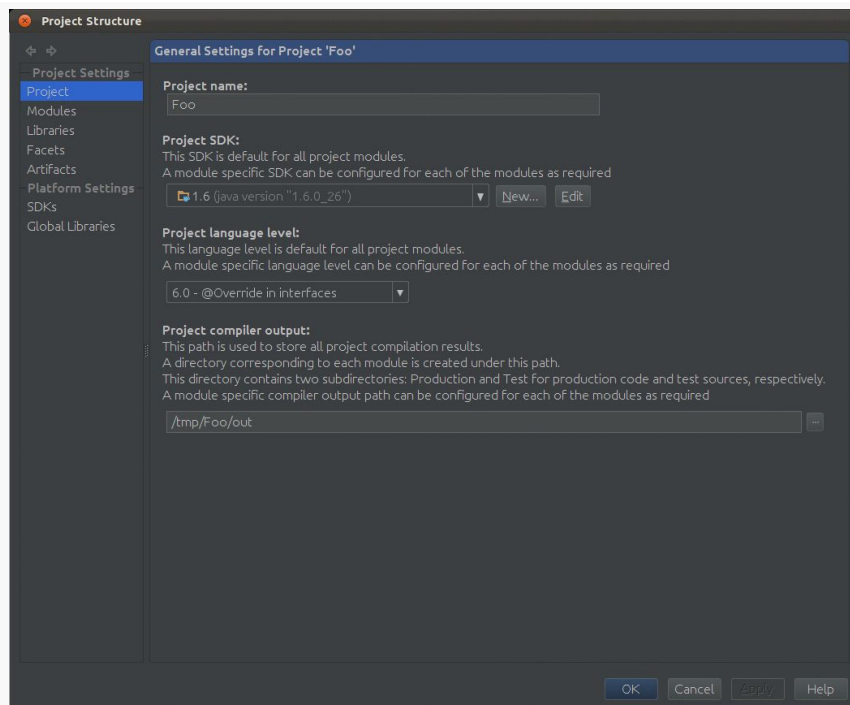 Project Structure
General Settings for Project 'Foo'
Project Settings
Project
Modules
Libraries
Facets
Artifacts
Platform Settings
SDKs
Global Libraries
Project name:
Foo
Project SDK:
This SDK is default for all project modules.
A module specific SDK can be configured for each of the modules as required
1.6 (java version "1.6.0_26")
New...
Edit
Project language level:
This language level is default for all project modules.
A module specific language level can be configured for each of the modules as required
6.0 - @Override in interfaces
Project compiler output:
This path is used to store all project compilation results.
A directory corresponding to each module is created under this path.
This directory contains two subdirectories: Production and Test for production code and test sources, respectively.
A module specific compiler output path can be configured for each of the modules as required
/tmp/Foo/out
...
OK
Cancel
Apply
Help